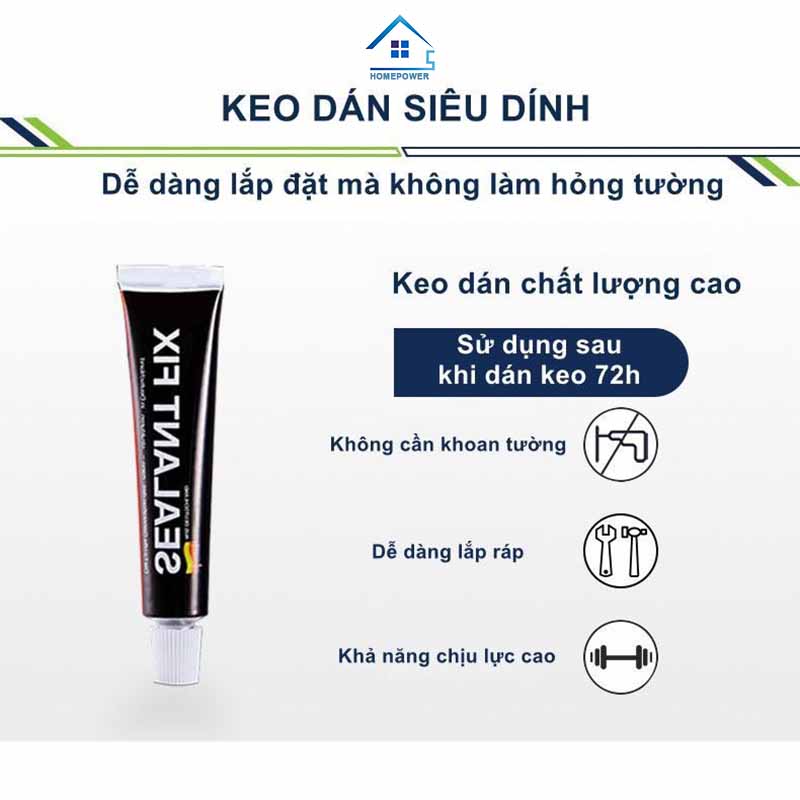 HOMEPOWER
KEO DÁN SIÊU DÍNH
Dễ dàng lắp đặt mà không làm hỏng tường
Keo dán chất lượng cao
Sử dụng sau
khi dán keo 72h
Không cần khoan tường
Dễ dàng lắp ráp
Khả năng chịu lực cao
SEALANT FIX